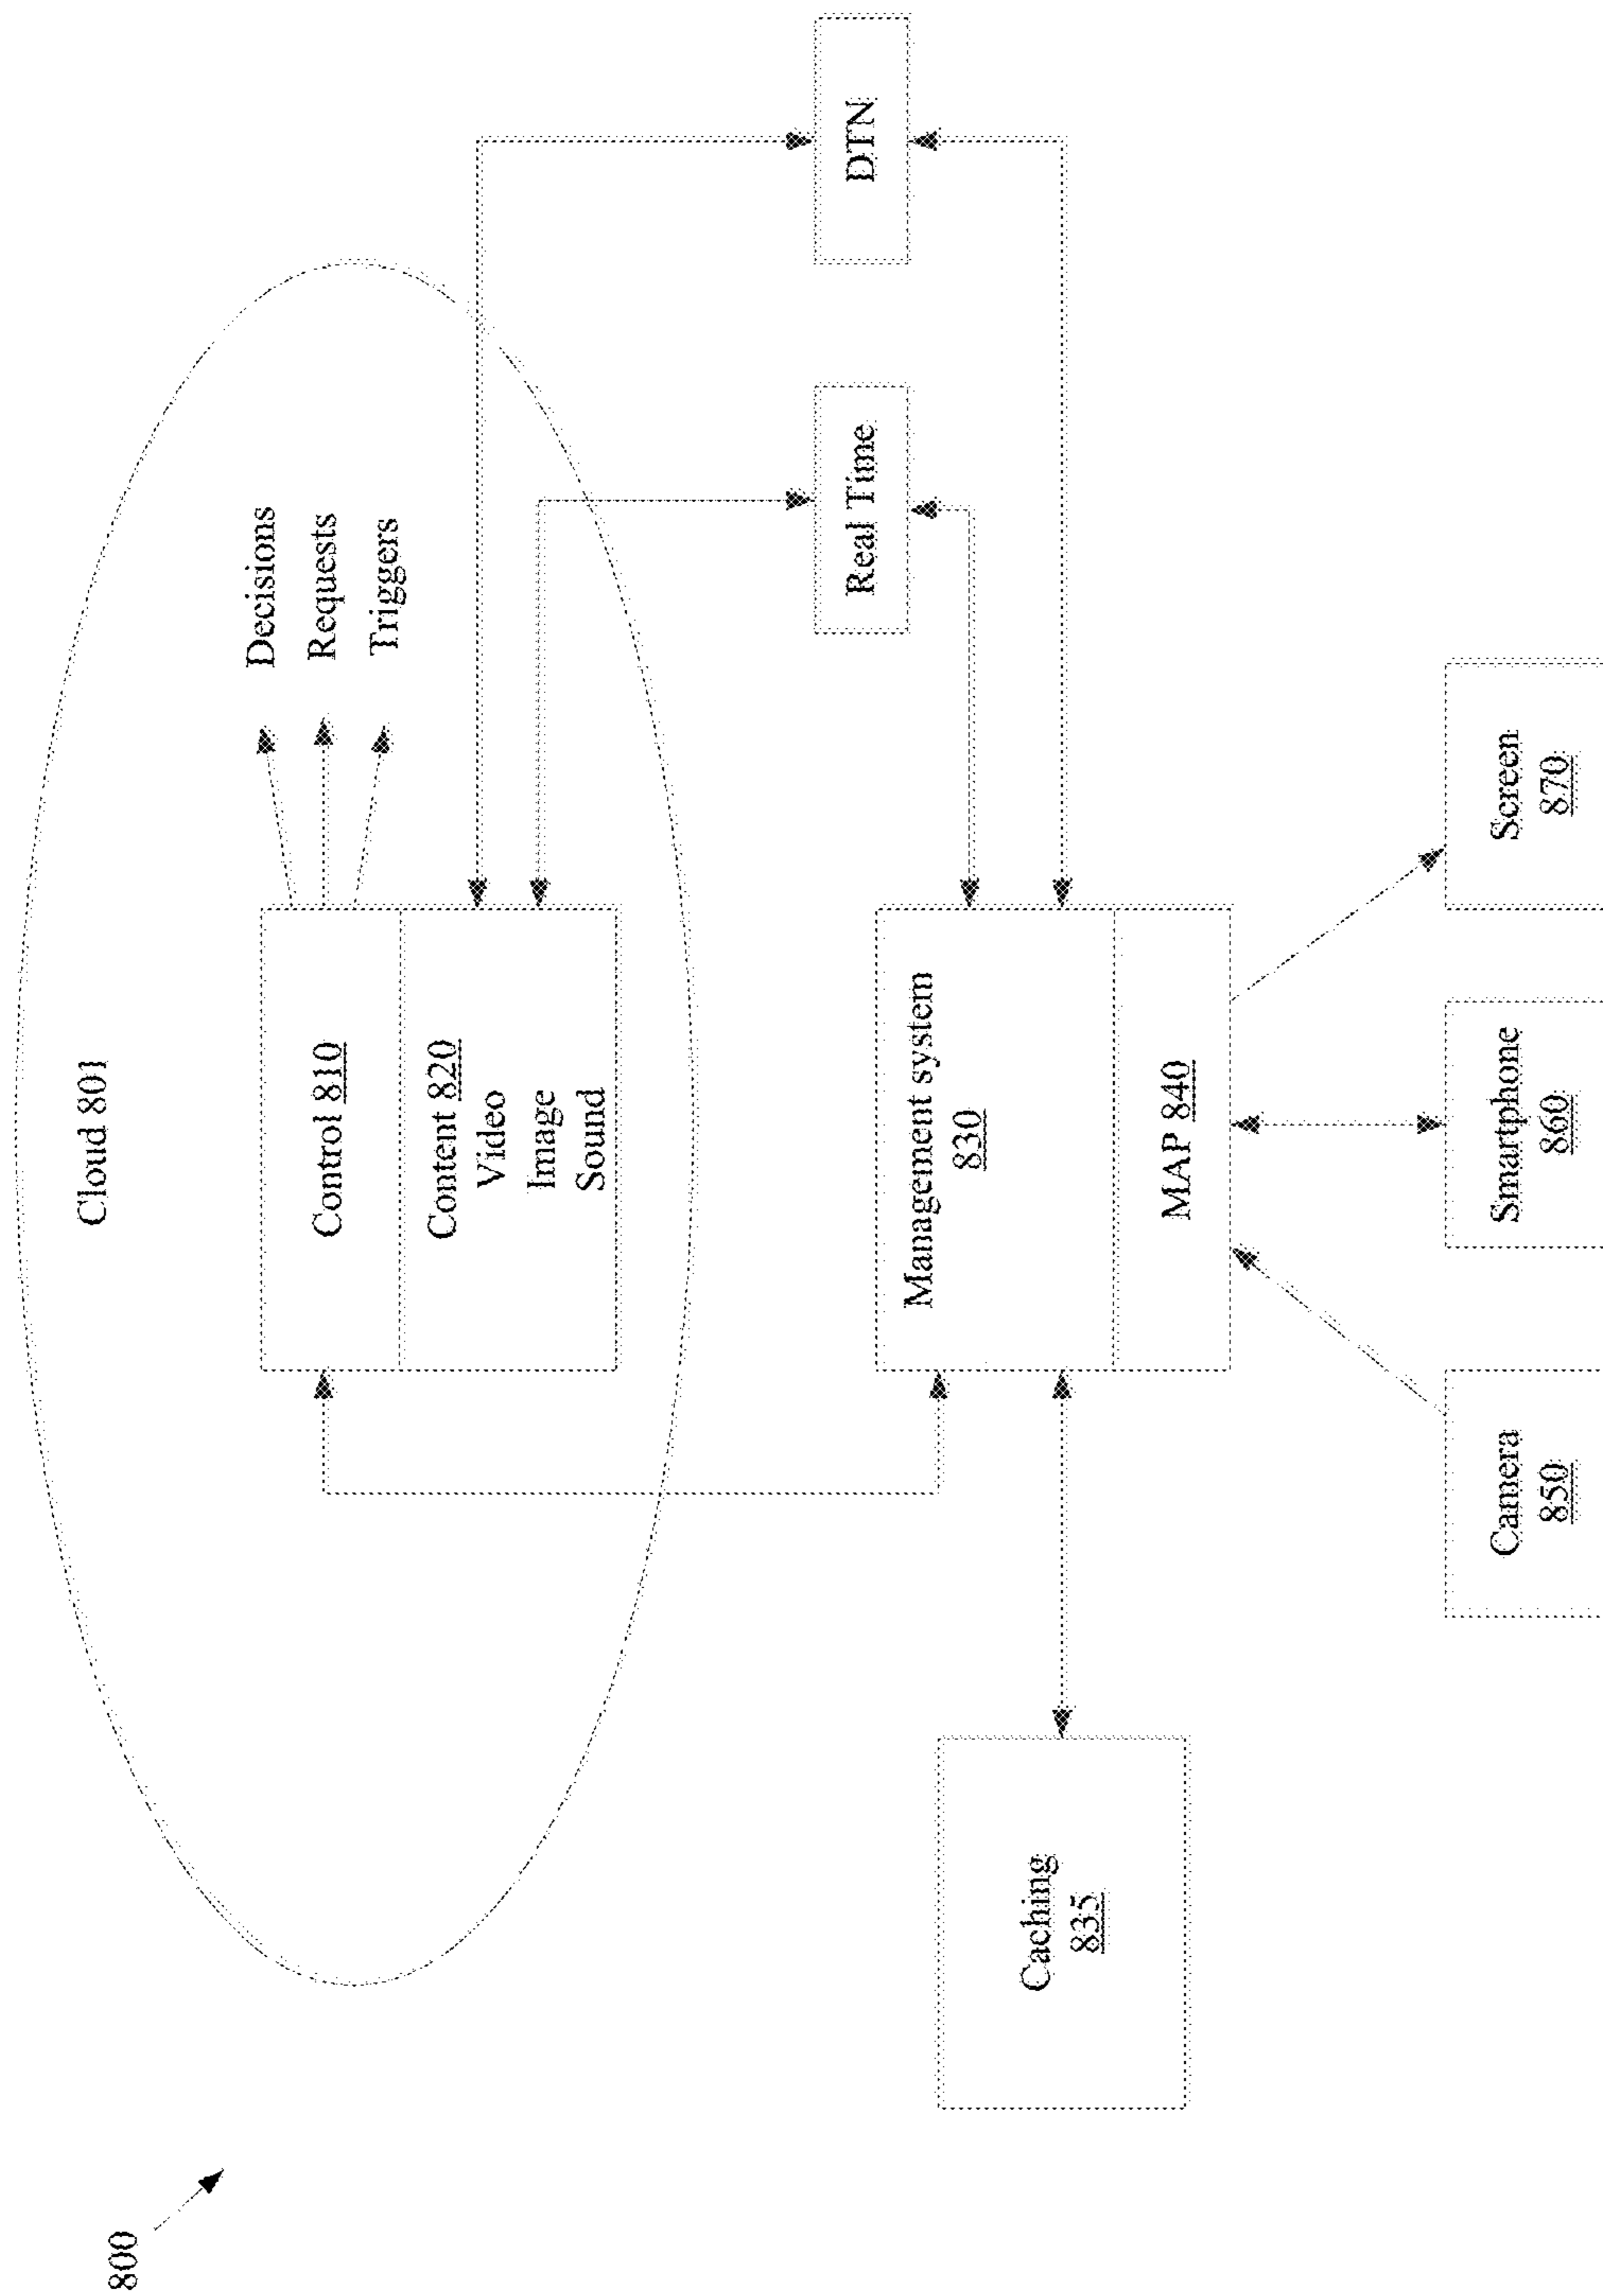 800
Cloud 801
Control 810
Content 820
Video
Image
Sound
Decisions
Requests
Triggers
Real Time
DTN
Caching
835
Management system
830
MAP 840
Camera
850
Smartphone
860
Screen
870